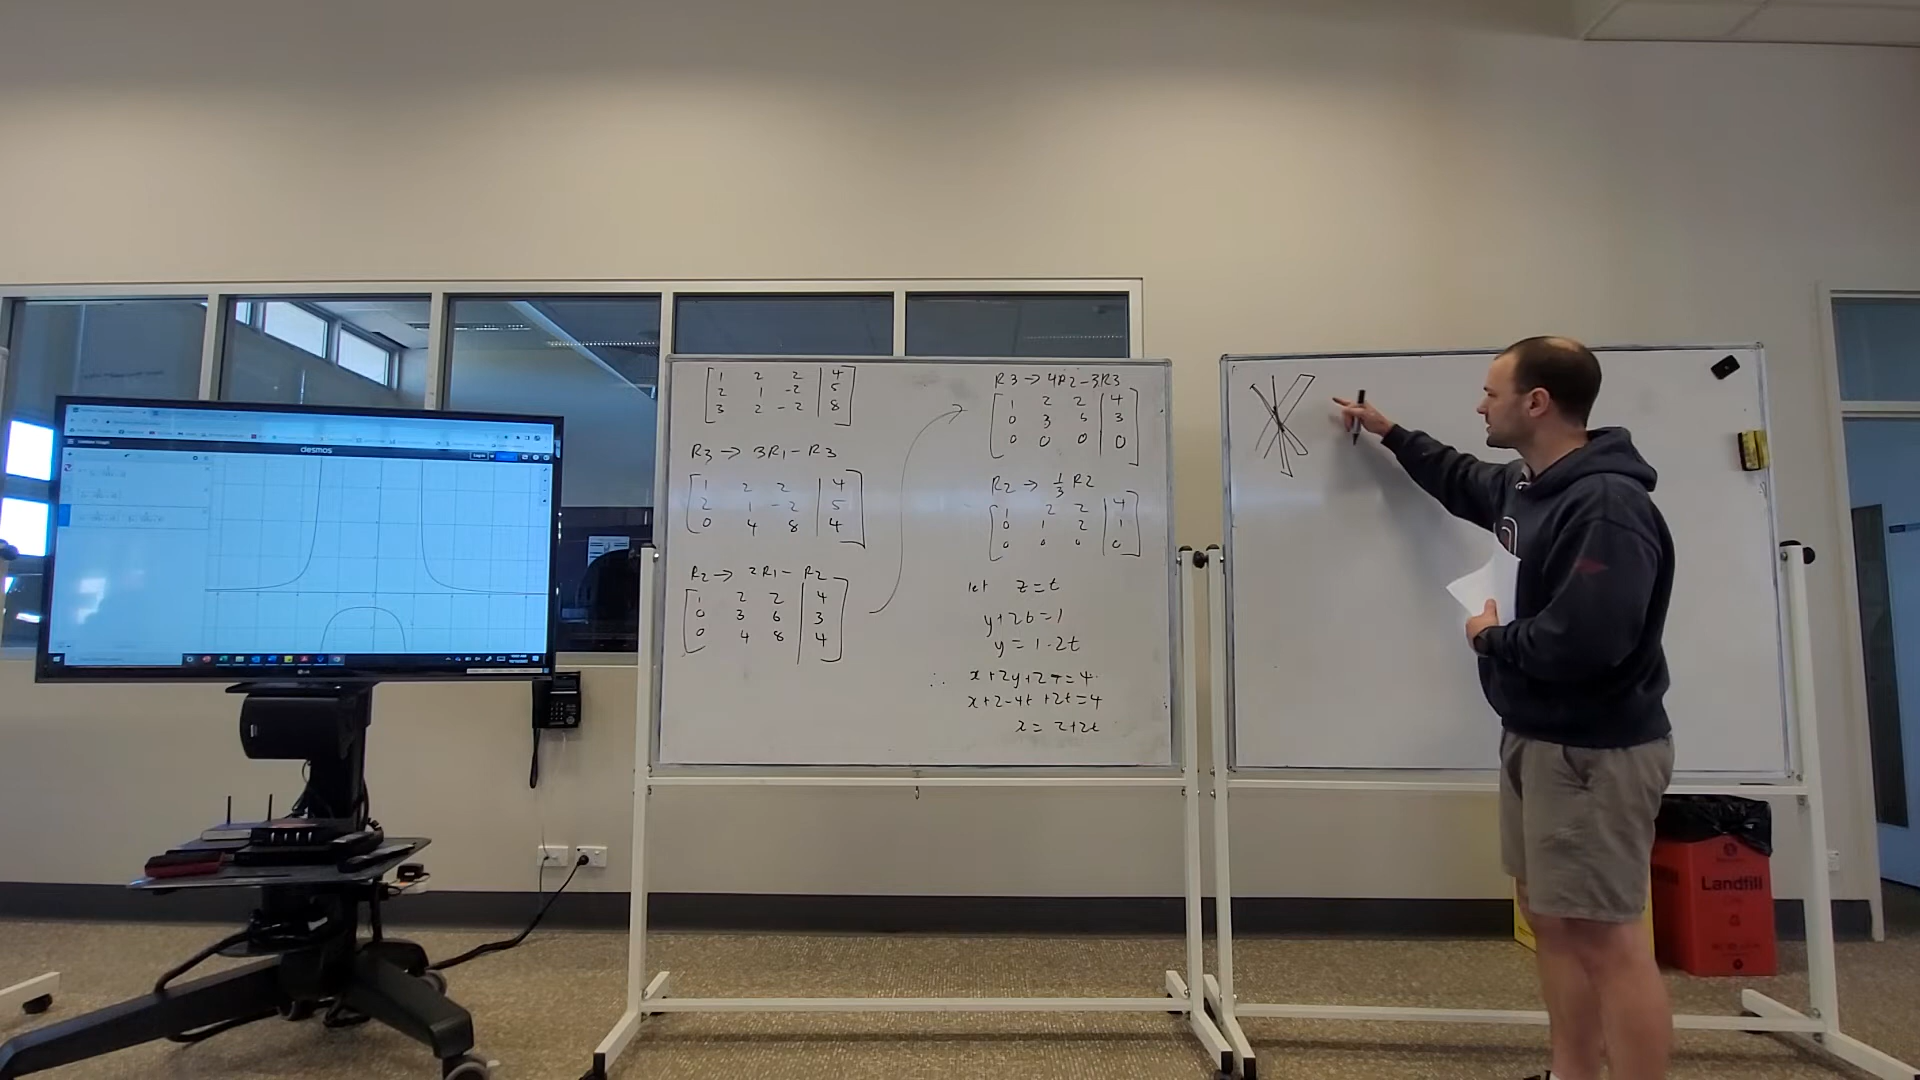 desmos
1 2 2 | 4
2 1 -2 | 5
3 2 -2 | 8
R3 → 3R1 - R3
1 2 2 | 4
2 1 -2 | 5
0 4 8 | 4
R2 → 2R1 - R2
1 2 2 | 4
0 3 6 | 3
0 4 8 | 4
R3 → 4R2 - 3R3
1 2 2 | 4
0 3 6 | 3
0 0 0 | 0
R2 → 1/3 R2
1 2 2 | 4
0 1 2 | 1
0 0 0 | 0
let z = t
y + 2t = 1
y = 1 - 2t
∴ x + 2y + 2z = 4
x + 2 - 4t + 2t = 4
x = 2 + 2t
Landfill